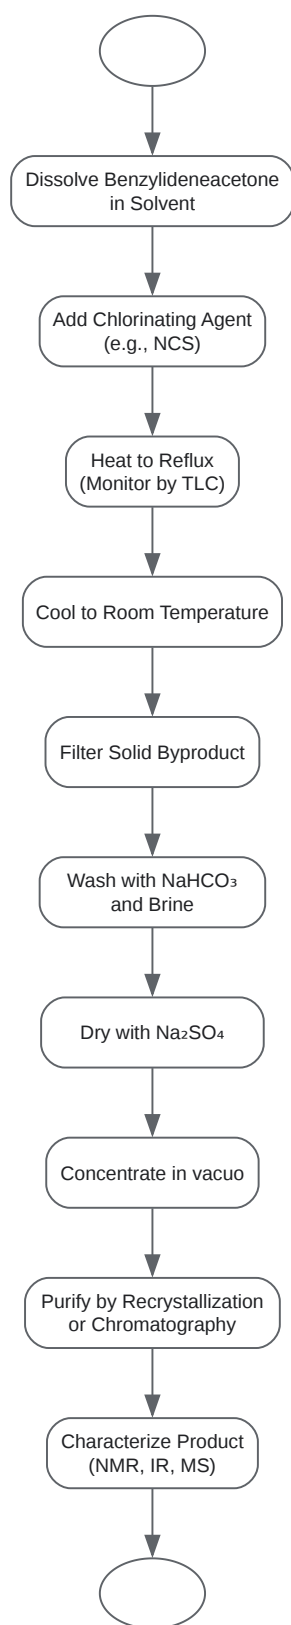 Dissolve Benzylideneacetone
in Solvent
Add Chlorinating Agent
(e.g., NCS)
Heat to Reflux
(Monitor by TLC)
Cool to Room Temperature
Filter Solid Byproduct
Wash with NaHCO₃
and Brine
Dry with Na₂SO₄
Concentrate in vacuo
Purify by Recrystallization
or Chromatography
Characterize Product
(NMR, IR, MS)